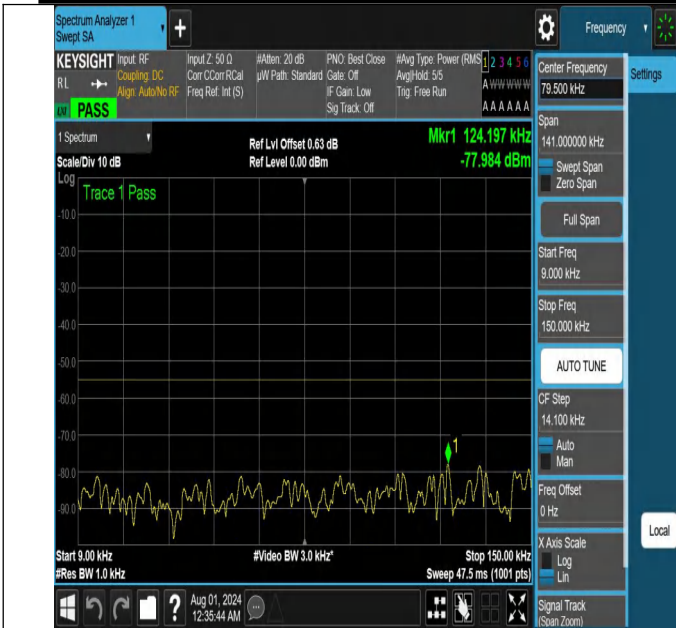 Spectrum Analyzer 1
Swept SA
+
Frequency
KEYSIGHT
RL
PASS
Input: RF
Coupling: DC
Align: Auto/No RF
Input Z: 50 Ω
Corr CCorr RCal
Freq Ref: Int (S)
#Atten: 20 dB
µW Path: Standard
PNO: Best Close
Gate: Off
IF Gain: Low
Sig Track: Off
#Avg Type: Power (RMS
Avg|Hold: 5/5
Trig: Free Run
1 2 3 4 5 6
A W W W W W
A A A A A A
1 Spectrum
Scale/Div 10 dB
Log
Ref Lvl Offset 0.63 dB
Ref Level 0.00 dBm
Mkr1 124.197 kHz
-77.984 dBm
Trace 1 Pass
-10.0
-20.0
-30.0
-40.0
-50.0
-60.0
-70.0
-80.0
-90.0
1
Start 9.00 kHz
#Res BW 1.0 kHz
#Video BW 3.0 kHz*
Stop 150.00 kHz
Sweep 47.5 ms (1001 pts)
?
Aug 01, 2024
12:35:44 AM
Center Frequency
79.500 kHz
Span
141.000000 kHz
Swept Span
Zero Span
Full Span
Start Freq
9.000 kHz
Stop Freq
150.000 kHz
AUTO TUNE
CF Step
14.100 kHz
Auto
Man
Freq Offset
0 Hz
X Axis Scale
Log
Lin
Signal Track
(Span Zoom)
Settings
Local